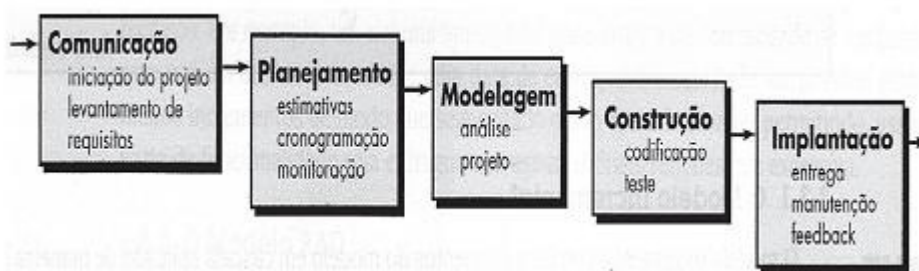 Comunicação
iniciação do projeto
levantamento de
requisitos
Planejamento
estimativas
cronogramação
monitoração
Modelagem
análise
projeto
Construção
codificação
teste
Implantação
entrega
manutenção
feedback